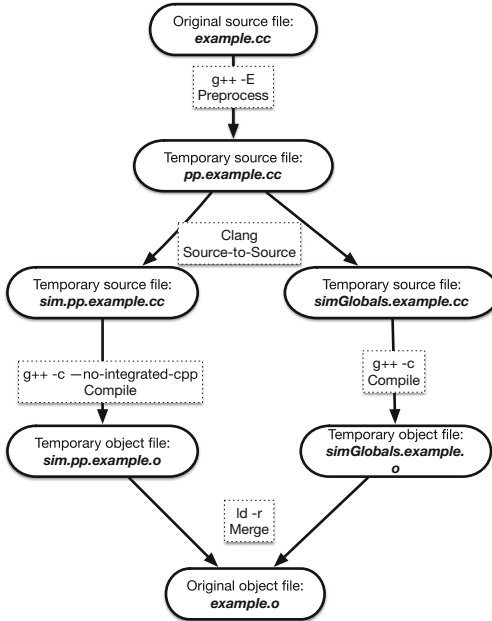 Original source file:
example.cc
g++ -E
Preprocess
Temporary source file:
pp.example.cc
Clang
Source-to-Source
Temporary source file:
sim.pp.example.cc
Temporary source file:
simGlobals.example.cc
g++ -c —no-integrated-cpp
Compile
g++ -c
Compile
Temporary object file:
sim.pp.example.o
Temporary object file:
simGlobals.example.
o
ld -r
Merge
Original object file:
example.o